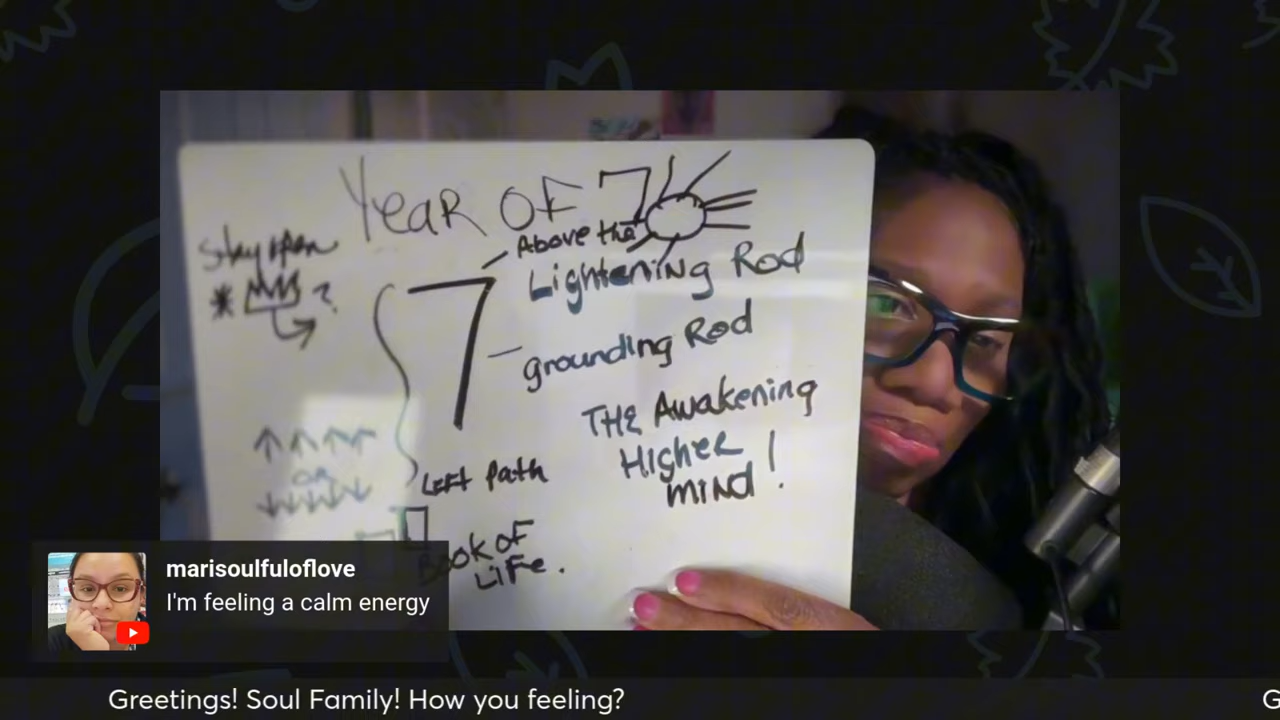 YEAR OF 7
Stay open
* ?
Above the
Lightening Rod
7
grounding Rod
THE Awakening
HigHER
mind!
OR
LEFT Path
Book oF
LiFe.
marisoulfuloflove
I'm feeling a calm energy
Greetings! Soul Family! How you feeling?
G